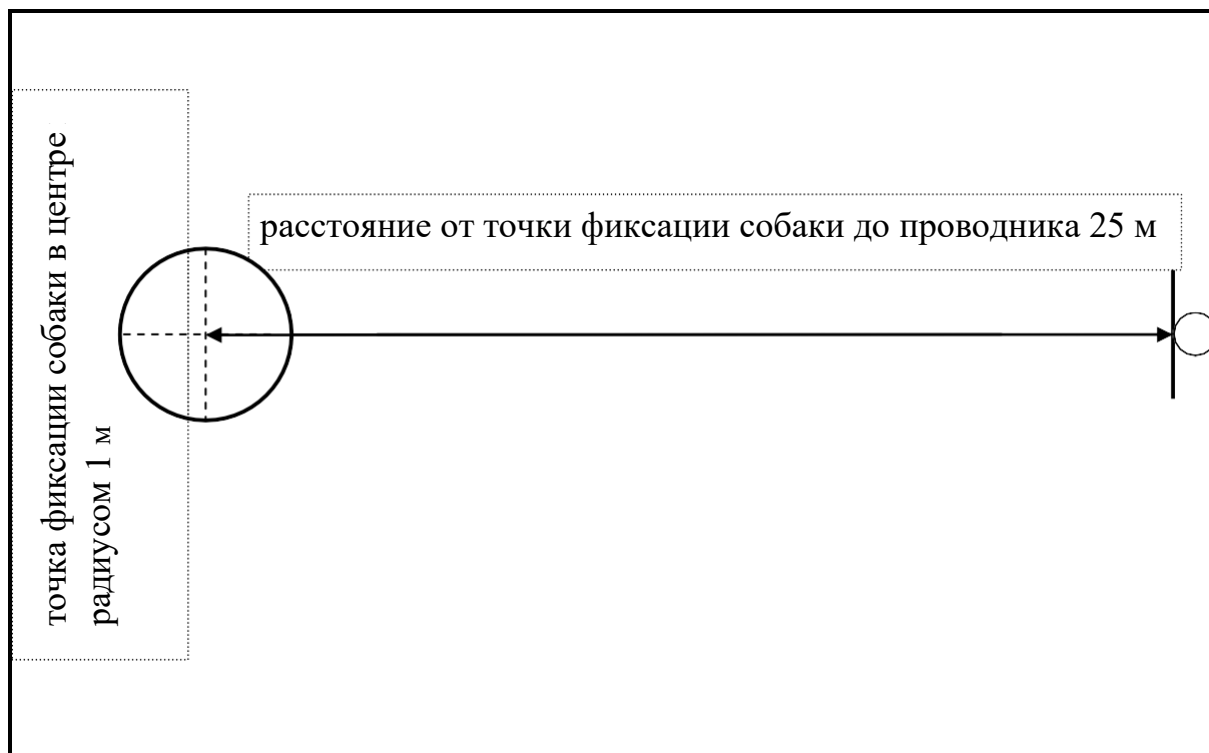 точка фиксации собаки в центре
радиусом 1 м
расстояние от точки фиксации собаки до проводника 25 м